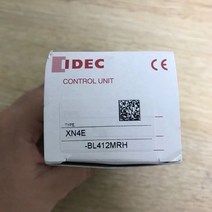 IDEC
CE
CONTROL UNIT
TYPE
XN4E
-BL412MRH